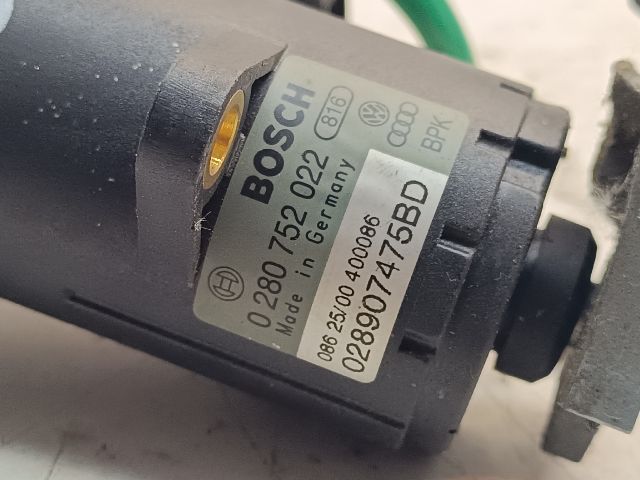 BOSCH 816
0 280 752 022
Made in Germany
BPK
086 25/00 400086
028907475BD